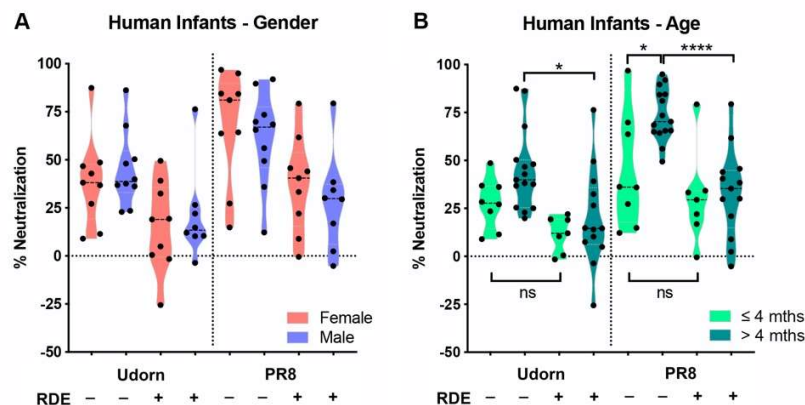 A
Human Infants - Gender
% Neutralization
100
75
50
25
0
-25
-50
Female
Male
Udorn
PR8
RDE – – + + – – + +
B
Human Infants - Age
% Neutralization
100
75
50
25
0
-25
-50
*
*
****
ns
ns
≤ 4 mths
> 4 mths
Udorn
PR8
RDE – – + + – – + +